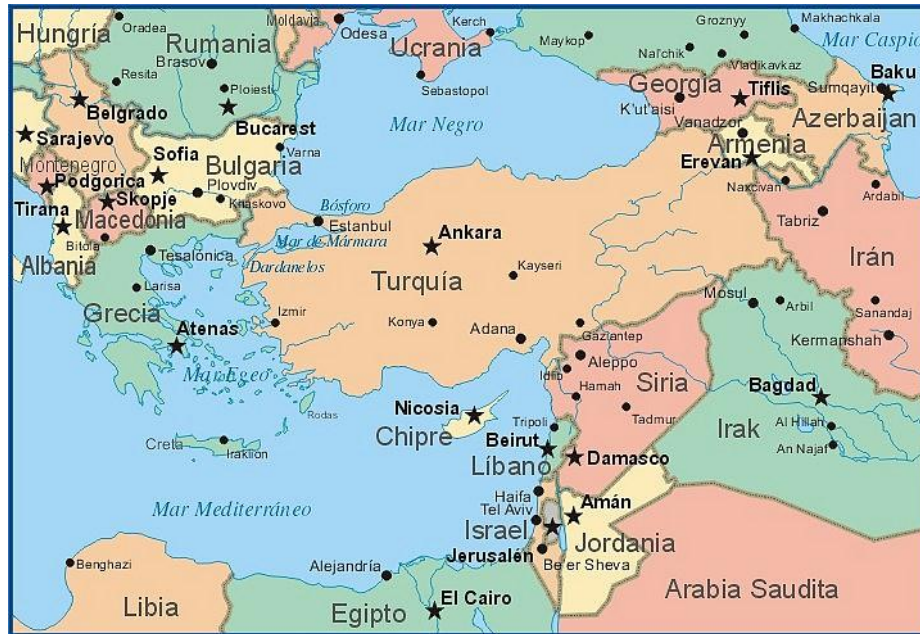 Hungría
Oradea
Rumania
Moldavia
Odesa
Kerch
Ucrania
Maykop
Groznyy
Makhachkala
Mar Caspio
Nal'chik
Vladikavkaz
Brasov
Resita
Ploiesti
Sebastopol
Georgia
Tiflis
Baku
Sumqayit
K'ut'aisi
Belgrado
Bucarest
Mar Negro
Vanadzor
Azerbaijan
Sarajevo
Sofia
Varna
Armenia
Montenegro
Bulgaria
Erevan
Podgorica
Plovdiv
Naxcivan
Ardabil
Skopje
Khaskovo
Tirana
Macedonia
Bósforo
Estanbul
Tabriz
Bitola
Ankara
Mar de Mármara
Tesalónica
Albania
Dardanelos
Kayseri
Irán
Turquía
Larisa
Grecia
Mosul
Arbil
Izmir
Konya
Sanandaj
Atenas
Adana
Gaziantep
Kermanshah
Aleppo
Mar Egeo
Idlib
Siria
Hamah
Bagdad
Nicosia
Rodas
Tadmur
Chipre
Tripoli
Irak
Al Hillah
Beirut
Creta
Iraklion
An Najaf
Líbano
Damasco
Haifa
Mar Mediterráneo
Tel Aviv
Amán
Israel
Jordania
Jerusalén
Benghazi
Alejandría
Be'er Sheva
Arabia Saudita
Libia
Egipto
El Cairo